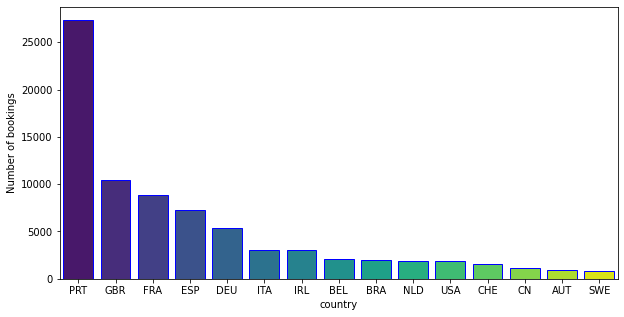 25000
20000
15000
10000
5000
0
Number of bookings
PRT GBR FRA ESP DEU ITA IRL BEL BRA NLD USA CHE CN AUT SWE
country